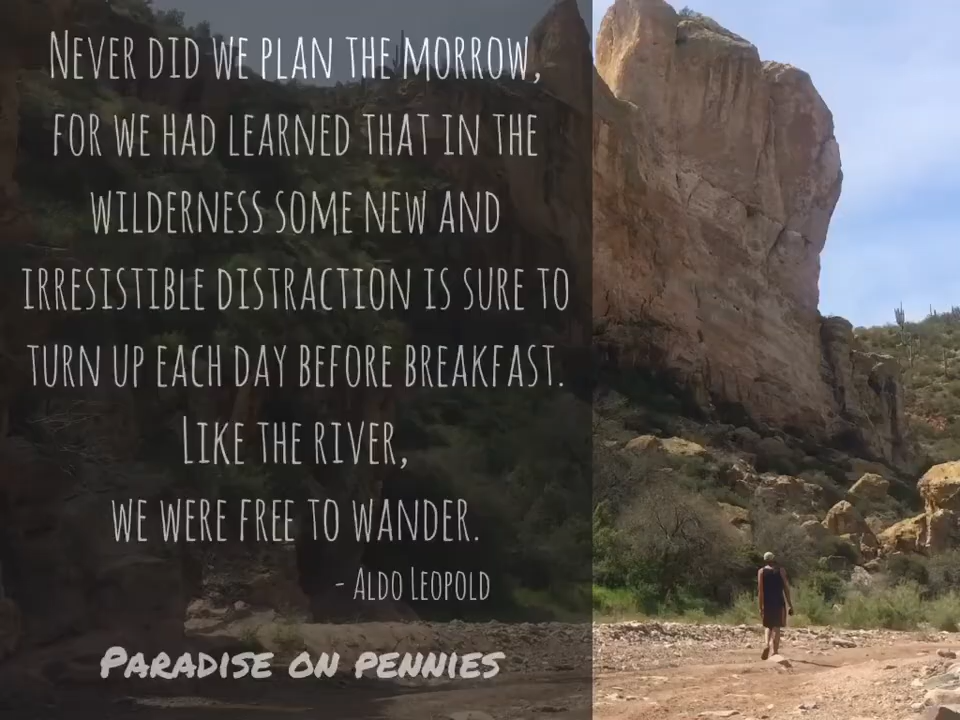 Never did we plan the morrow,
for we had learned that in the
wilderness some new and
irresistible distraction is sure to
turn up each day before breakfast.
Like the river,
we were free to wander.
- Aldo Leopold
Paradise on pennies